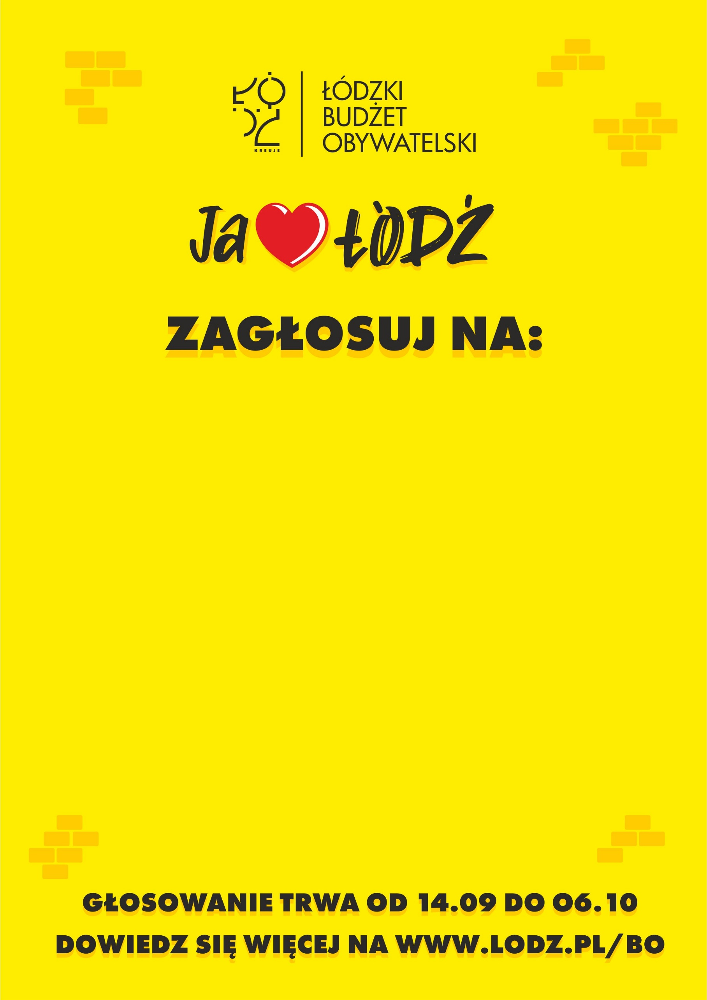 ŁÓDŹ
KREUJE
ŁÓDZKI
BUDŻET
OBYWATELSKI
Ja ŁÓDŹ
ZAGŁOSUJ NA:
GŁOSOWANIE TRWA OD 14.09 DO 06.10
DOWIEDZ SIĘ WIĘCEJ NA WWW.LODZ.PL/BO